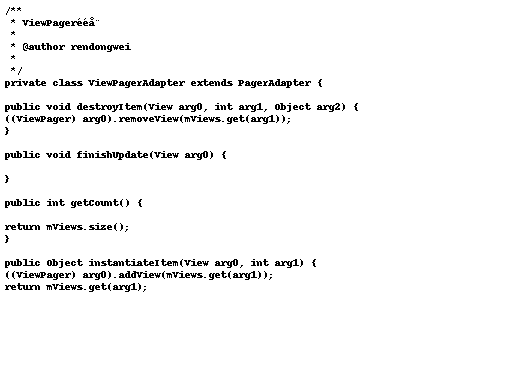 /**
 * ViewPageréêå¨
 *
 * @author rendongwei
 *
 */
private class ViewPagerAdapter extends PagerAdapter {
public void destroyItem(View arg0, int arg1, Object arg2) {
((ViewPager) arg0).removeView(mViews.get(arg1));
}
public void finishUpdate(View arg0) {
}
public int getCount() {
return mViews.size();
}
public Object instantiateItem(View arg0, int arg1) {
((ViewPager) arg0).addView(mViews.get(arg1));
return mViews.get(arg1);